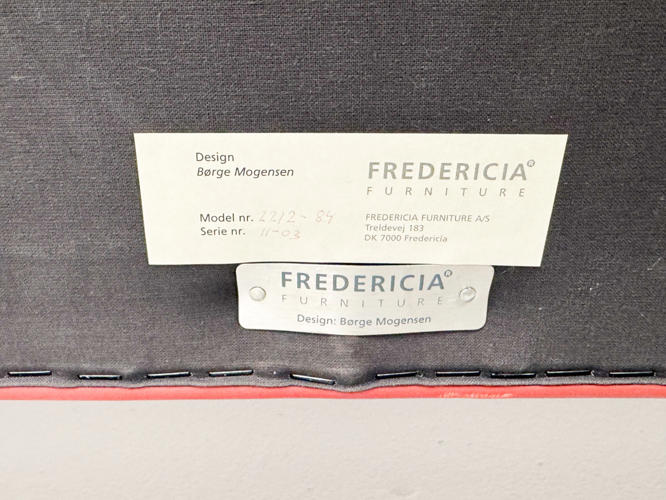 Design
Børge Mogensen
FREDERICIA®
FURNITURE
Model nr. 2212-84
Serie nr. 11-03
FREDERICIA FURNITURE A/S
Treldevej 183
DK 7000 Fredericia
FREDERICIA®
FURNITURE
Design: Børge Mogensen